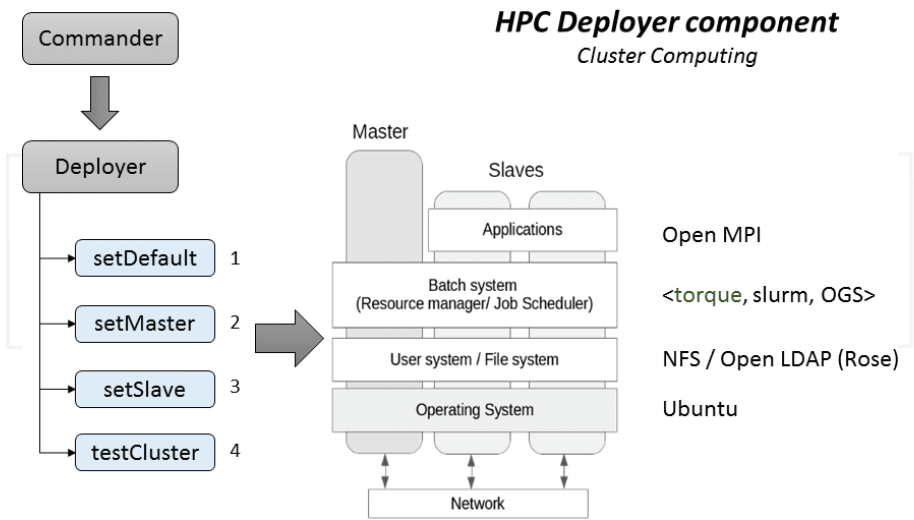 HPC Deployer component
Cluster Computing
Commander
Deployer
setDefault 1
setMaster 2
setSlave 3
testCluster 4
Master
Slaves
Applications
Batch system
(Resource manager/ Job Scheduler)
User system / File system
Operating System
Network
Open MPI
<torque, slurm, OGS>
NFS / Open LDAP (Rose)
Ubuntu